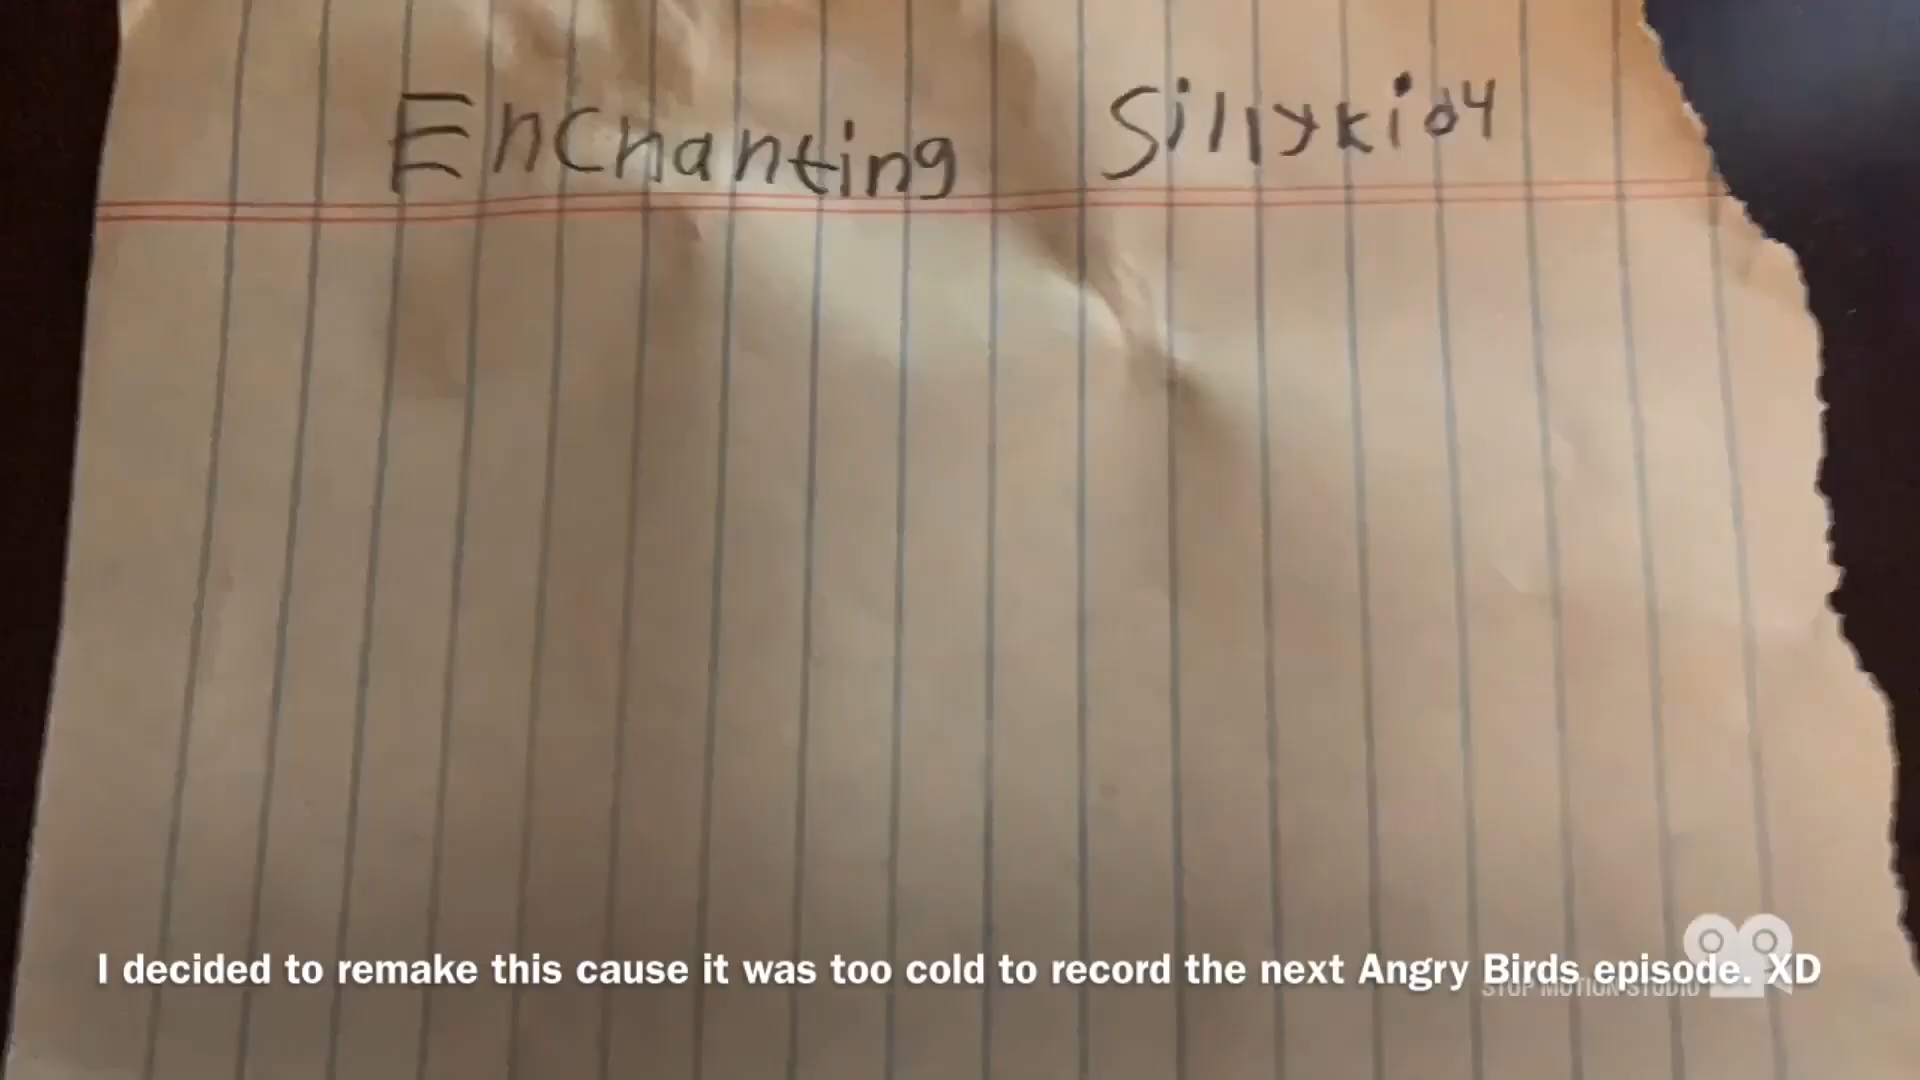 Enchanting Sillykid4
I decided to remake this cause it was too cold to record the next Angry Birds episode. XD
STOP MOTION STUDIO